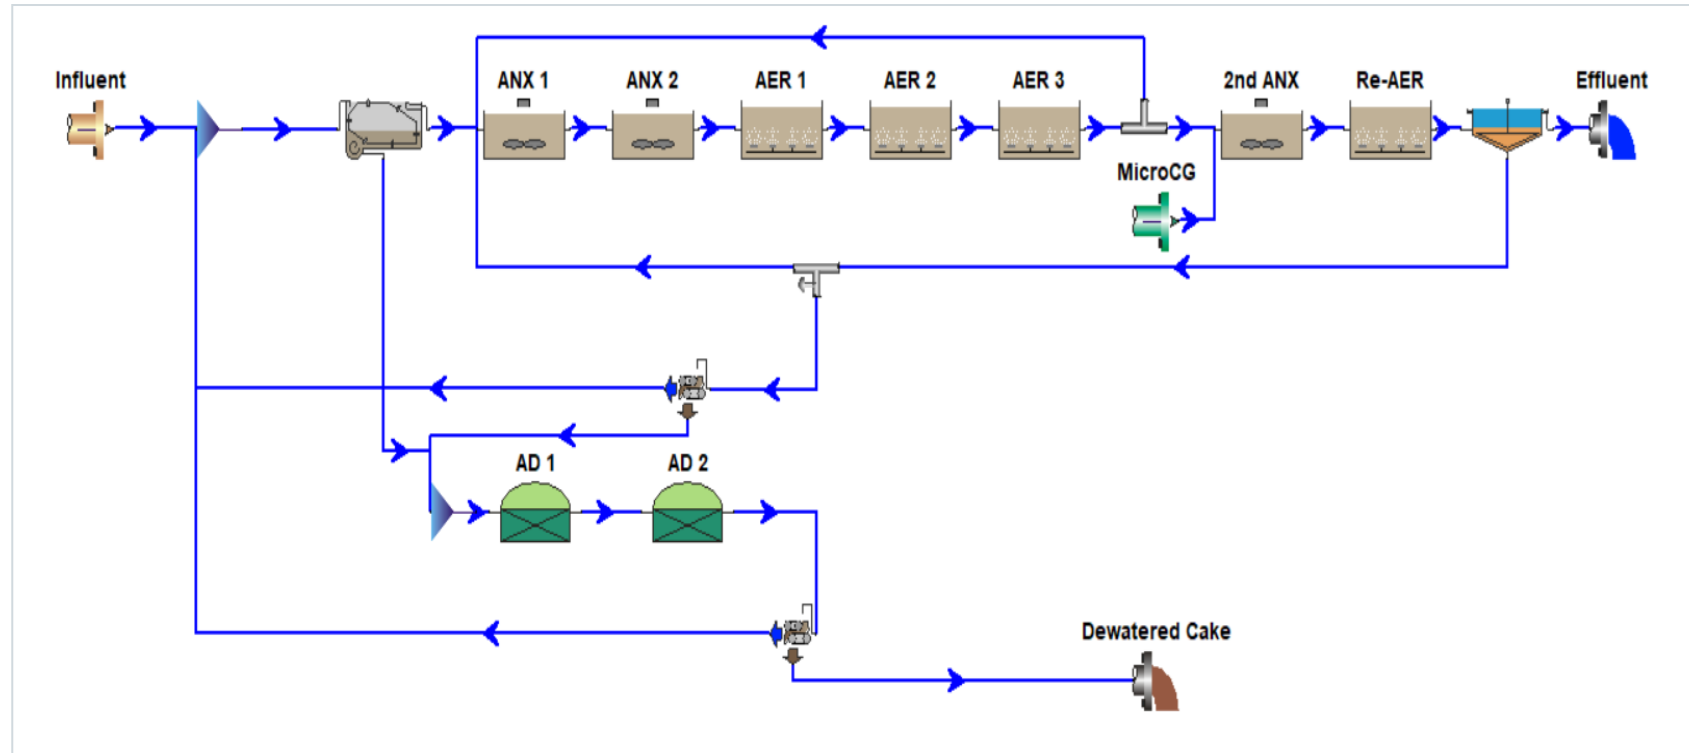 Influent
ANX 1
ANX 2
AER 1
AER 2
AER 3
2nd ANX
Re-AER
Effluent
MicroCG
AD 1
AD 2
Dewatered Cake